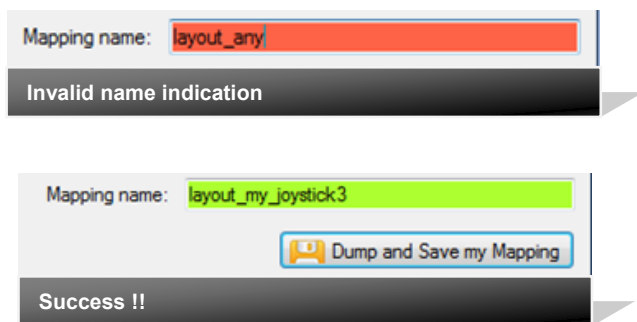 Mapping name: layout_any
Invalid name indication
Mapping name: layout_my_joystick3
Dump and Save my Mapping
Success !!